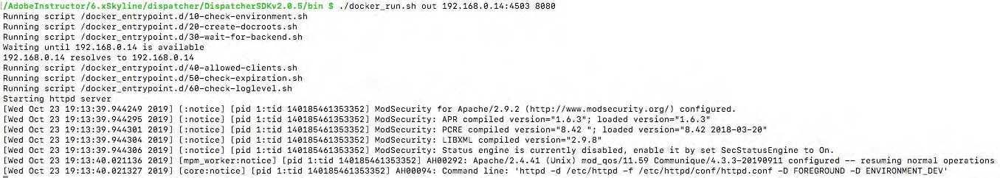 /AdobeInstructor/6.xSkyline/dispatcher/DispatcherSDKv2.0.5/bin $ ./docker_run.sh out 192.168.0.14:4503 8080
Running script /docker_entrypoint.d/10-check-environment.sh
Running script /docker_entrypoint.d/20-create-docroots.sh
Running script /docker_entrypoint.d/30-wait-for-backend.sh
Waiting until 192.168.0.14 is available
192.168.0.14 resolves to 192.168.0.14
Running script /docker_entrypoint.d/40-allowed-clients.sh
Running script /docker_entrypoint.d/50-check-expiration.sh
Running script /docker_entrypoint.d/60-check-loglevel.sh
Starting httpd server
[Wed Oct 23 19:13:39.944249 2019] [:notice] [pid 1:tid 140185461353352] ModSecurity for Apache/2.9.2 (http://www.modsecurity.org/) configured.
[Wed Oct 23 19:13:39.944295 2019] [:notice] [pid 1:tid 140185461353352] ModSecurity: APR compiled version="1.6.3"; loaded version="1.6.3"
[Wed Oct 23 19:13:39.944301 2019] [:notice] [pid 1:tid 140185461353352] ModSecurity: PCRE compiled version="8.42 "; loaded version="8.42 2018-03-20"
[Wed Oct 23 19:13:39.944304 2019] [:notice] [pid 1:tid 140185461353352] ModSecurity: LIBXML compiled version="2.9.8"
[Wed Oct 23 19:13:39.944306 2019] [:notice] [pid 1:tid 140185461353352] ModSecurity: Status engine is currently disabled, enable it by set SecStatusEngine to On.
[Wed Oct 23 19:13:40.021136 2019] [mpm_worker:notice] [pid 1:tid 140185461353352] AH00292: Apache/2.4.41 (Unix) mod_qos/11.59 Communique/4.3.3-20190911 configured -- resuming normal operations
[Wed Oct 23 19:13:40.021327 2019] [core:notice] [pid 1:tid 140185461353352] AH00094: Command line: 'httpd -d /etc/httpd -f /etc/httpd/conf/httpd.conf -D FOREGROUND -D ENVIRONMENT_DEV'